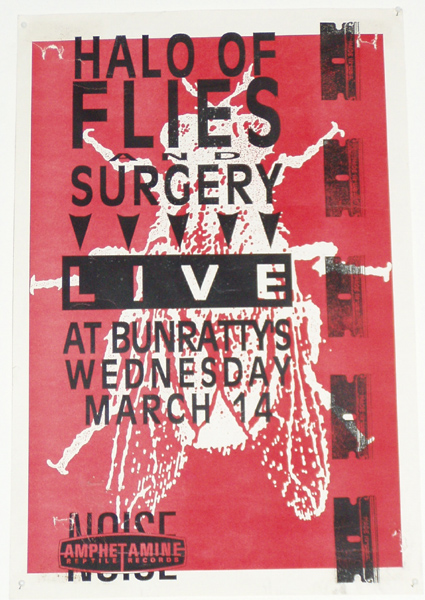 HALO OF
FLIES
AND
SURGERY
LIVE
AT BUNRATTY'S
WEDNESDAY
MARCH 14
NOISE
AMPHETAMINE
REPTILE RECORDS
NOISE